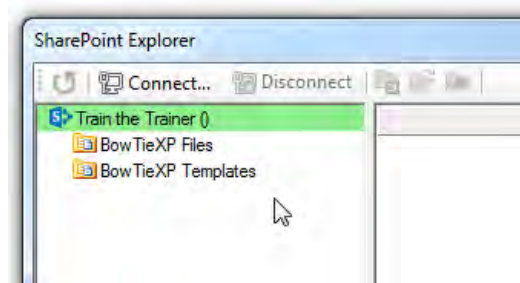 SharePoint Explorer
Connect... Disconnect
Train the Trainer ()
BowTieXP Files
BowTieXP Templates